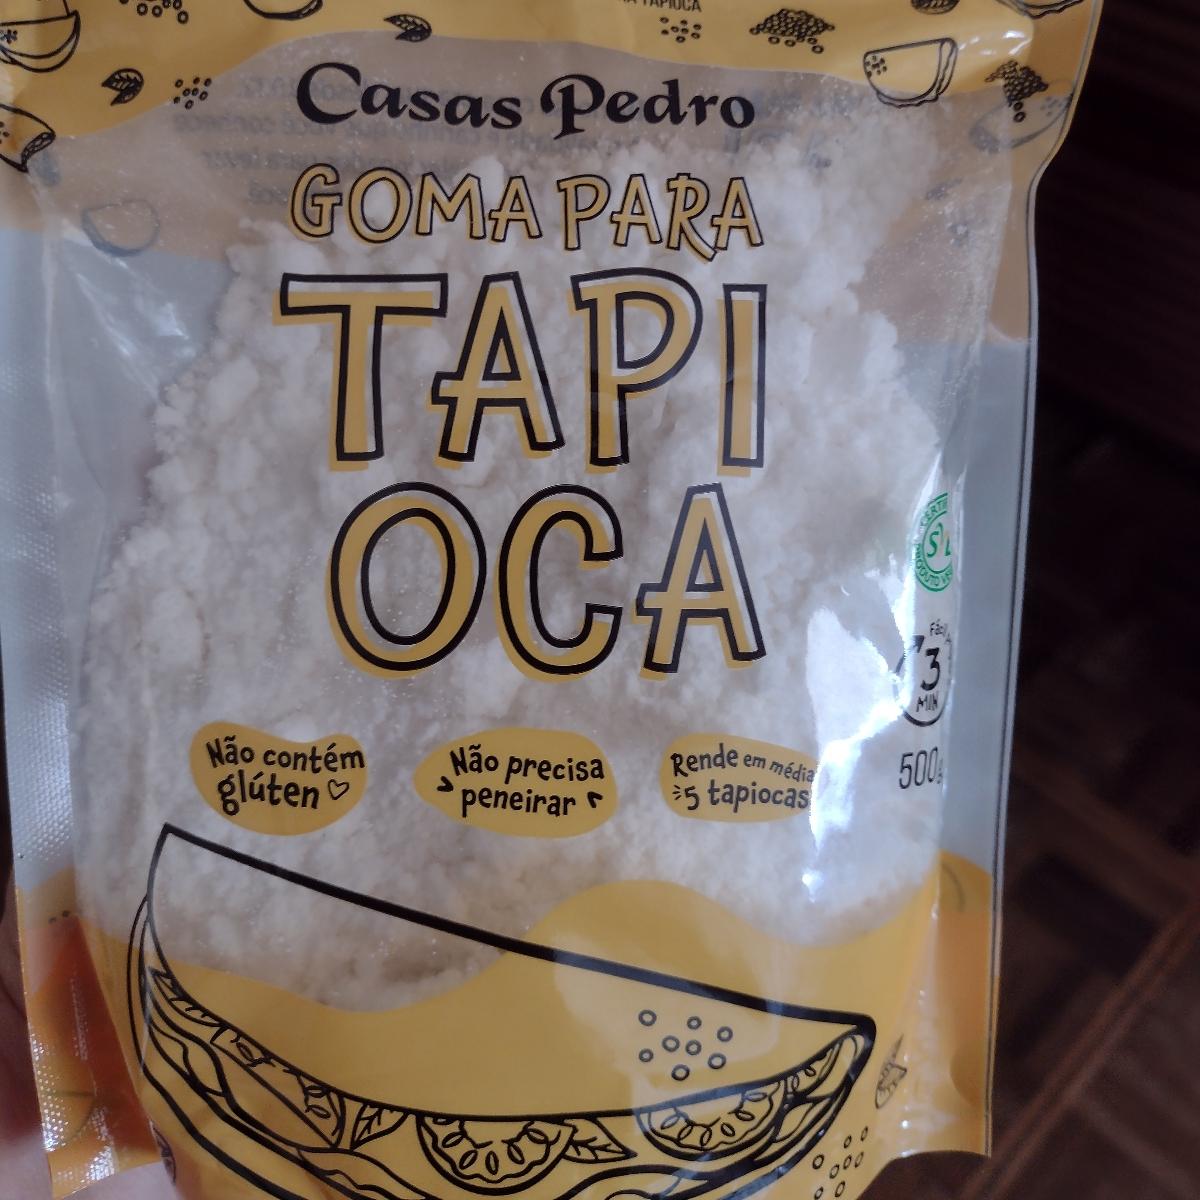 TAPIOCA
Casas Pedro
GOMA PARA
TAPI
OCA
Não contém
glúten
Não precisa
peneirar
Rende em média
5 tapiocas
3
MIN
500g